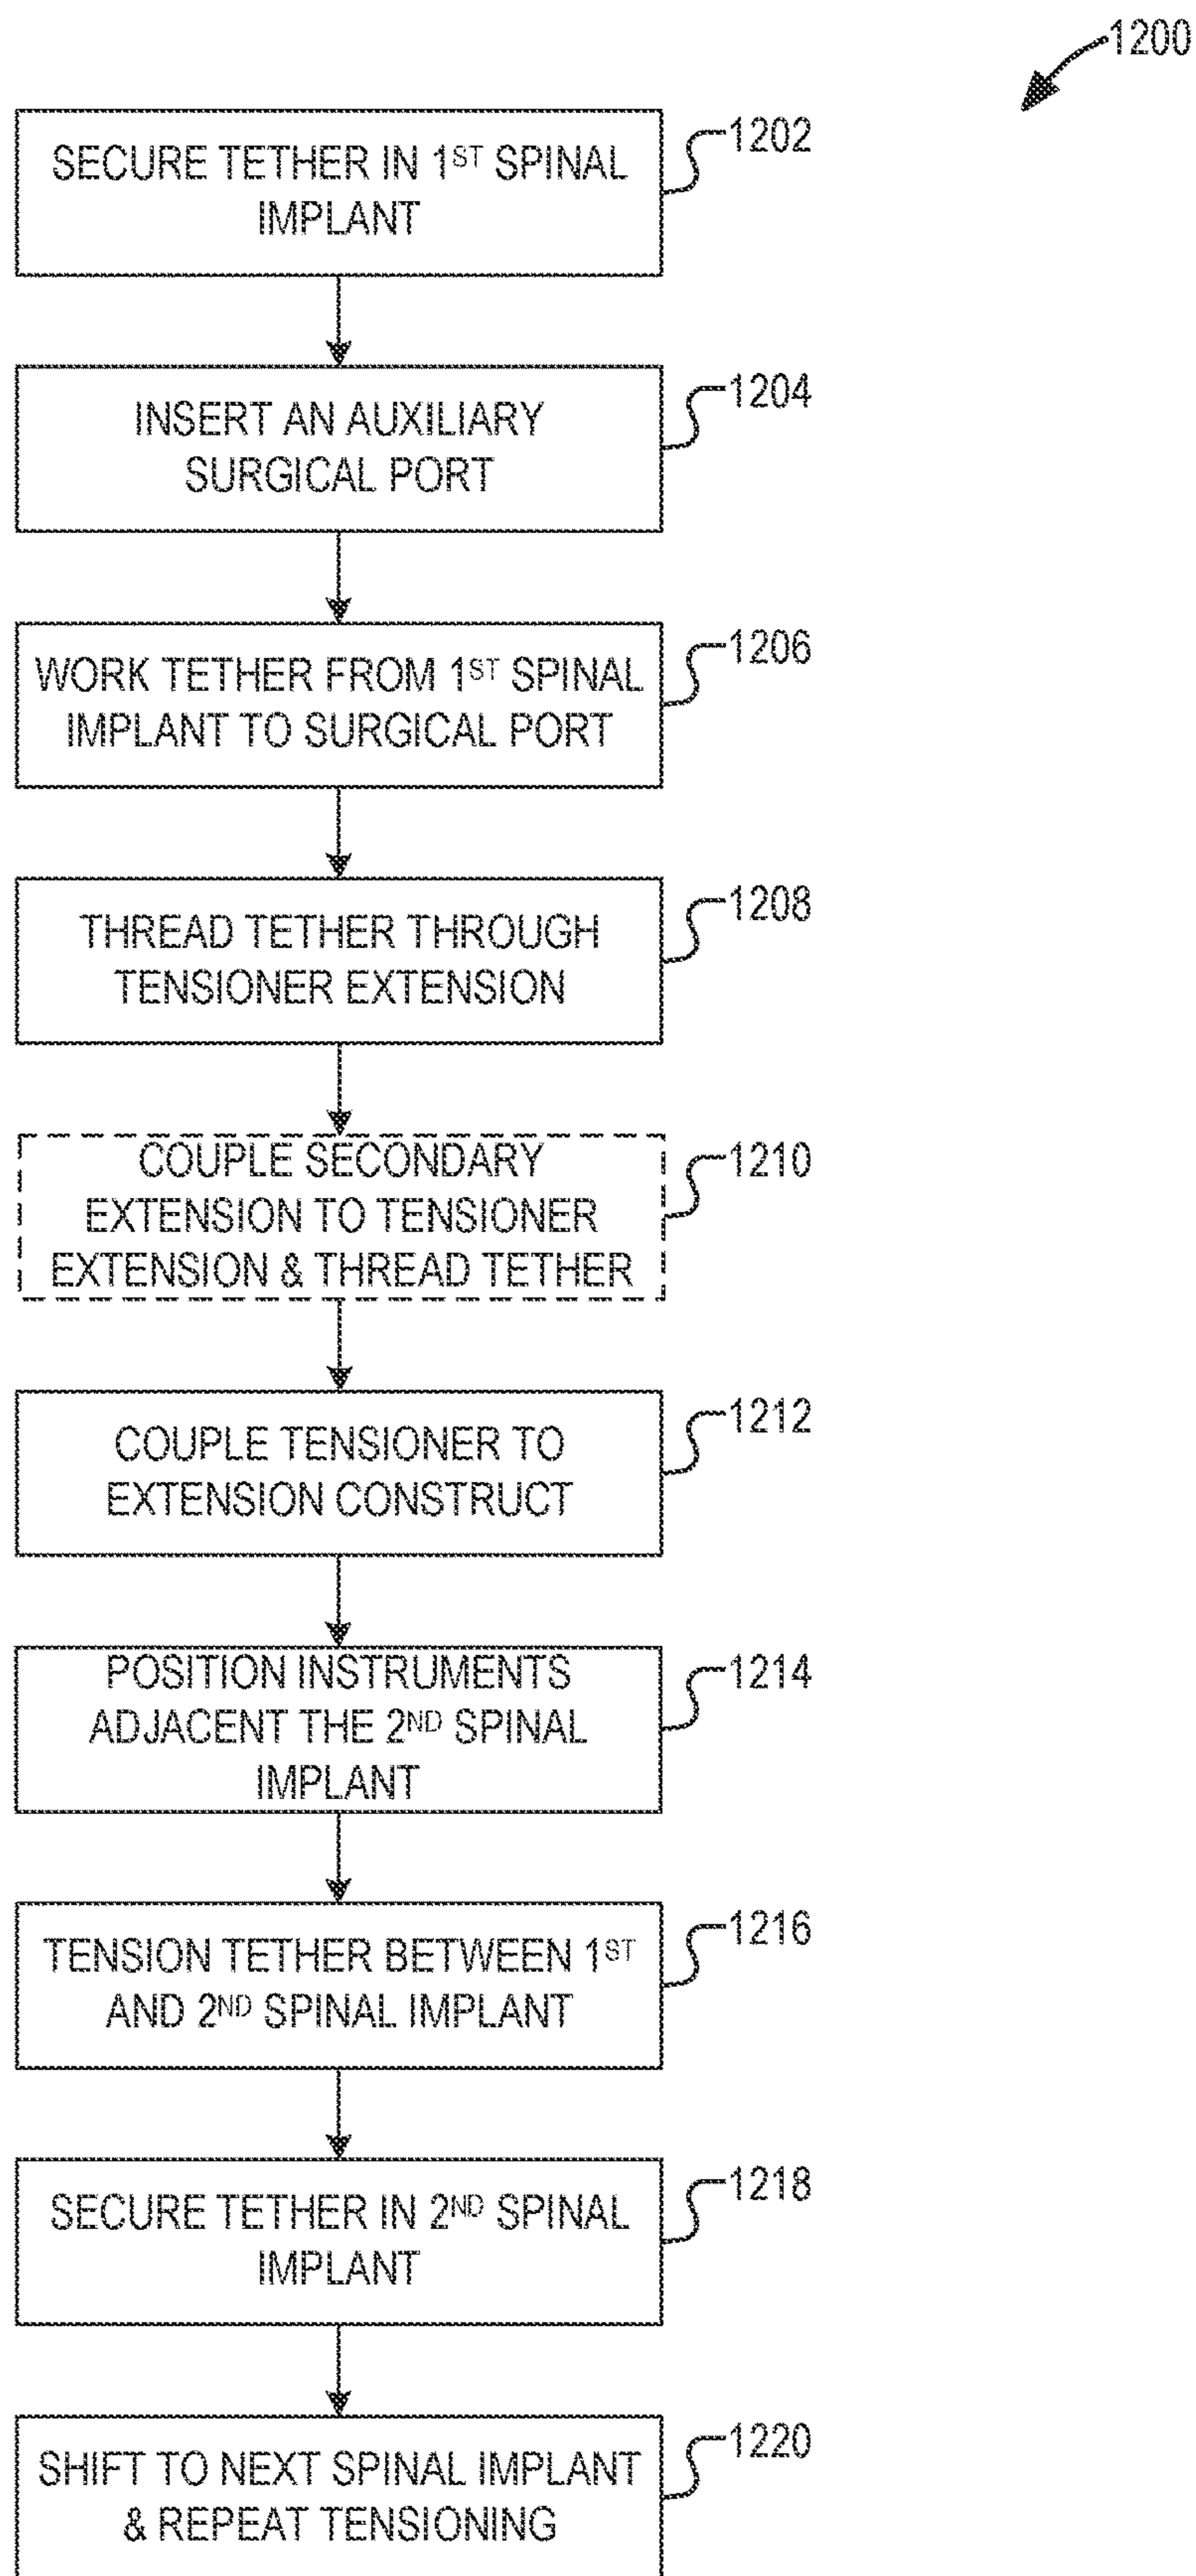 1200
SECURE TETHER IN 1ST SPINAL
IMPLANT
1202
INSERT AN AUXILIARY
SURGICAL PORT
1204
WORK TETHER FROM 1ST SPINAL
IMPLANT TO SURGICAL PORT
1206
THREAD TETHER THROUGH
TENSIONER EXTENSION
1208
COUPLE SECONDARY
EXTENSION TO TENSIONER
EXTENSION & THREAD TETHER
1210
COUPLE TENSIONER TO
EXTENSION CONSTRUCT
1212
POSITION INSTRUMENTS
ADJACENT THE 2ND SPINAL
IMPLANT
1214
TENSION TETHER BETWEEN 1ST
AND 2ND SPINAL IMPLANT
1216
SECURE TETHER IN 2ND SPINAL
IMPLANT
1218
SHIFT TO NEXT SPINAL IMPLANT
& REPEAT TENSIONING
1220